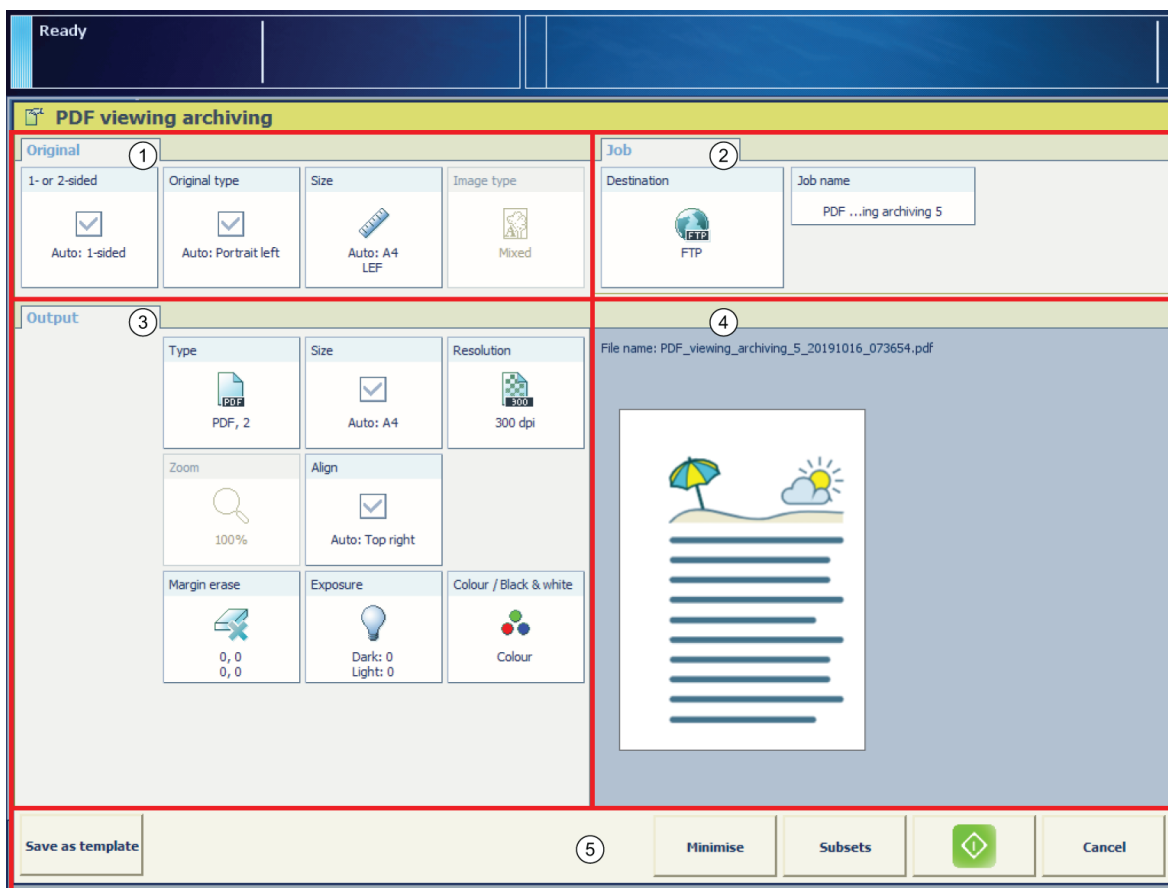 Ready
PDF viewing archiving
Original
1
1- or 2-sided
Auto: 1-sided
Original type
Auto: Portrait left
Size
Auto: A4
LEF
Image type
Mixed
Job
2
Destination
FTP
FTP
Job name
PDF ...ing archiving 5
Output
3
Type
PDF
PDF, 2
Size
Auto: A4
Resolution
300
300 dpi
Zoom
100%
Align
Auto: Top right
Margin erase
0, 0
0, 0
Exposure
Dark: 0
Light: 0
Colour / Black & white
Colour
4
File name: PDF_viewing_archiving_5_20191016_073654.pdf
Save as template
5
Minimise
Subsets
Cancel